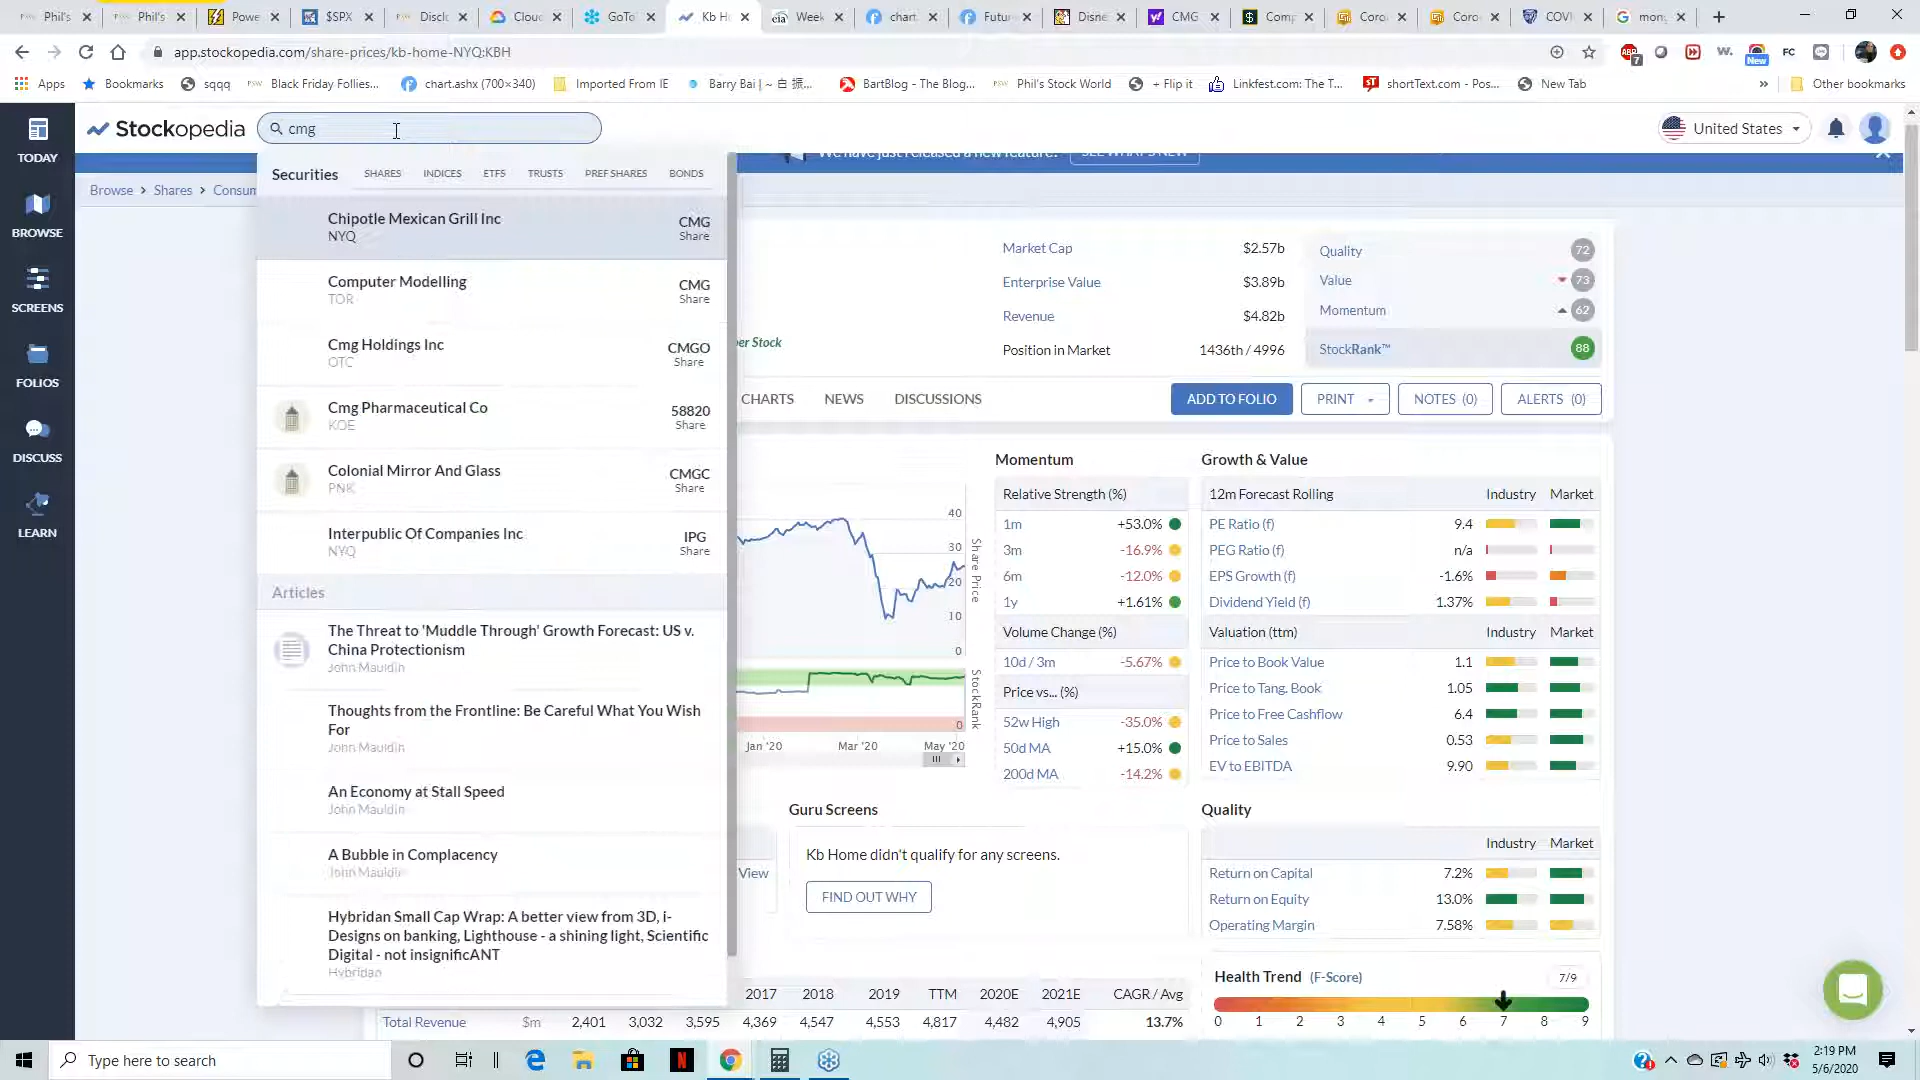 Phil's
Phil's
Powe
$SPX
Disclo
Clouc
GoTo
Kb Ho
Week
chart.
Futur
Disne
CMG
Comp
Coro
Coro
COVI
mon
app.stockopedia.com/share-prices/kb-home-NYQ:KBH
Apps
Bookmarks
sqqq
Black Friday Follies...
chart.ashx (700×340)
Imported From IE
Barry Bai | ~ 白 振...
BartBlog - The Blog...
Phil's Stock World
+ Flip it
Linkfest.com: The T...
shortText.com - Pos...
New Tab
»
Other bookmarks
Stockopedia
cmg
United States
We have just released a new feature!
SEE WHAT'S NEW
TODAY
BROWSE
SCREENS
FOLIOS
DISCUSS
LEARN
Browse > Shares > Consum
Securities SHARES INDICES ETFS TRUSTS PREF SHARES BONDS
Chipotle Mexican Grill Inc CMG
NYQ Share
Computer Modelling CMG
TOR Share
Cmg Holdings Inc CMGO
OTC Share
Cmg Pharmaceutical Co 58820
KOE Share
Colonial Mirror And Glass CMGC
PNK Share
Interpublic Of Companies Inc IPG
NYQ Share
Articles
The Threat to 'Muddle Through' Growth Forecast: US v.
China Protectionism
John Mauldin
Thoughts from the Frontline: Be Careful What You Wish
For
John Mauldin
An Economy at Stall Speed
John Mauldin
A Bubble in Complacency
John Mauldin
Hybridan Small Cap Wrap: A better view from 3D, i-
Designs on banking, Lighthouse - a shining light, Scientific
Digital - not insignificANT
Hybridan
per Stock
Market Cap $2.57b
Enterprise Value $3.89b
Revenue $4.82b
Position in Market 1436th / 4996
Quality 72
Value 73
Momentum 62
StockRank™ 88
CHARTS NEWS DISCUSSIONS
ADD TO FOLIO PRINT NOTES (0) ALERTS (0)
40
30
20
10
0
Share Price
StockRank
0
Jan '20 Mar '20 May '20
Momentum
Relative Strength (%)
1m +53.0%
3m -16.9%
6m -12.0%
1y +1.61%
Volume Change (%)
10d / 3m -5.67%
Price vs... (%)
52w High -35.0%
50d MA +15.0%
200d MA -14.2%
Growth & Value
12m Forecast Rolling Industry Market
PE Ratio (f) 9.4
PEG Ratio (f) n/a
EPS Growth (f) -1.6%
Dividend Yield (f) 1.37%
Valuation (ttm) Industry Market
Price to Book Value 1.1
Price to Tang. Book 1.05
Price to Free Cashflow 6.4
Price to Sales 0.53
EV to EBITDA 9.90
View
Guru Screens
Kb Home didn't qualify for any screens.
FIND OUT WHY
Quality
Industry Market
Return on Capital 7.2%
Return on Equity 13.0%
Operating Margin 7.58%
Health Trend (F-Score) 7/9
0 1 2 3 4 5 6 7 8 9
2017 2018 2019 TTM 2020E 2021E CAGR / Avg
Total Revenue $m 2,401 3,032 3,595 4,369 4,547 4,553 4,817 4,482 4,905 13.7%
Type here to search
2:19 PM
5/6/2020